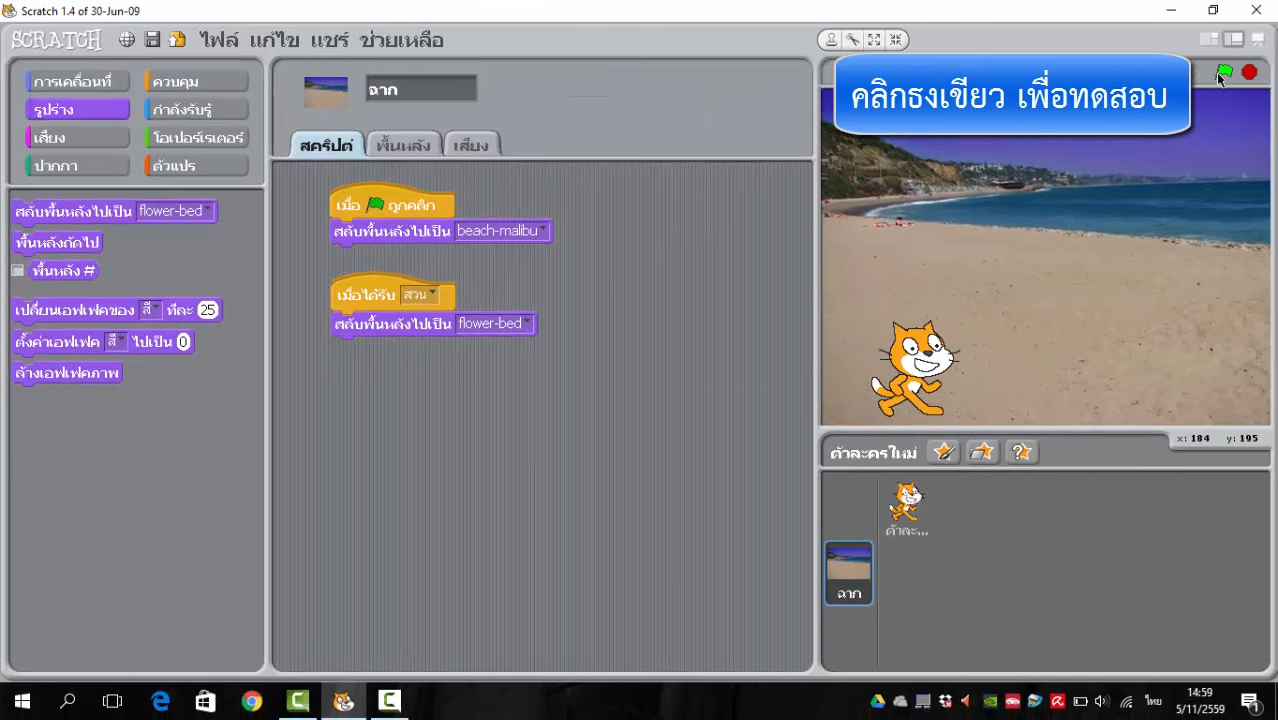 Scratch 1.4 of 30-Jun-09
SCRATCH ไฟล์ แก้ไข แชร์ ช่วยเหลือ
คลิกธงเขียว เพื่อทดสอบ
การเคลื่อนที่ ควบคุม
รูปร่าง กำลังรับรู้
เสียง โอเปอร์เรเตอร์
ปากกา ตัวแปร
ฉาก
สคริปต์ พื้นหลัง เสียง
สลับพื้นหลังไปเป็น flower-bed
พื้นหลังถัดไป
พื้นหลัง #
เปลี่ยนเอฟเฟคของ สี ทีละ 25
ตั้งค่าเอฟเฟค สี ไปเป็น 0
ล้างเอฟเฟคภาพ
เมื่อ ถูกคลิก
สลับพื้นหลังไปเป็น beach-malibu
เมื่อได้รับ สวน
สลับพื้นหลังไปเป็น flower-bed
x: 184 y: 195
ตัวละครใหม่
ตัวละ...
ฉาก
ไทย
14:59
5/11/2559